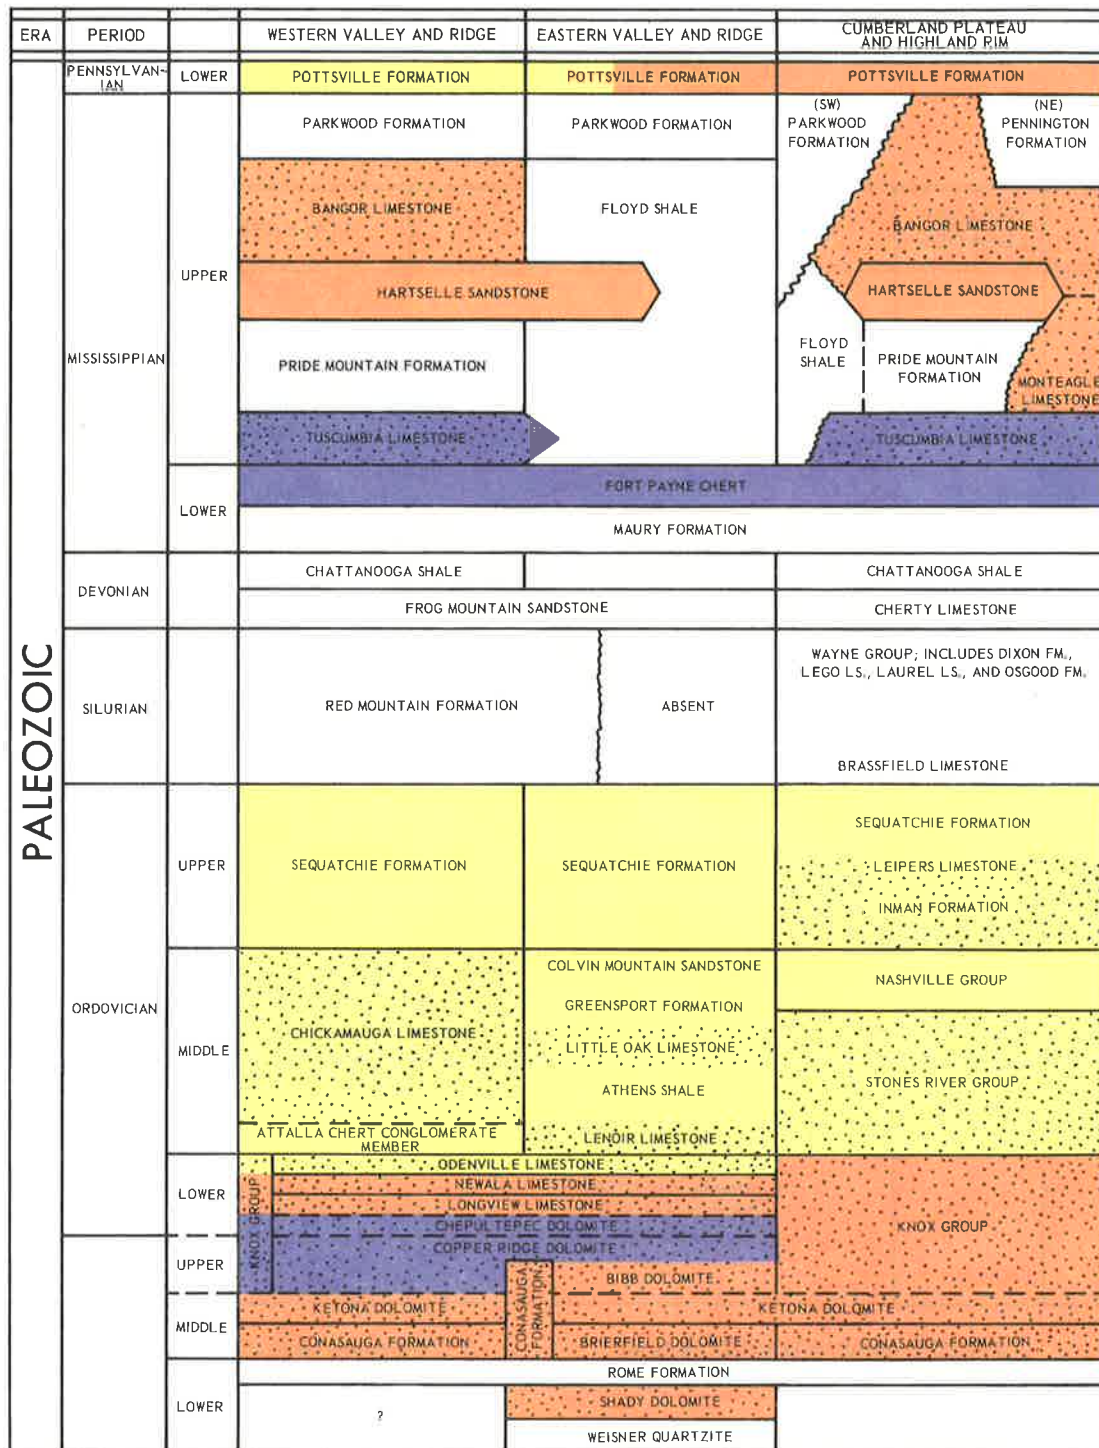 ERA
PERIOD
WESTERN VALLEY AND RIDGE
EASTERN VALLEY AND RIDGE
CUMBERLAND PLATEAU
AND HIGHLAND RIM
PALEOZOIC
PENNSYLVAN-
IAN
LOWER
POTTSVILLE FORMATION
POTTSVILLE FORMATION
POTTSVILLE FORMATION
MISSISSIPPIAN
UPPER
PARKWOOD FORMATION
PARKWOOD FORMATION
(SW)
PARKWOOD
FORMATION
(NE)
PENNINGTON
FORMATION
BANGOR LIMESTONE
FLOYD SHALE
BANGOR LIMESTONE
HARTSELLE SANDSTONE
HARTSELLE SANDSTONE
PRIDE MOUNTAIN FORMATION
FLOYD
SHALE
PRIDE MOUNTAIN
FORMATION
MONTEAGLE
LIMESTONE
TUSCUMBIA LIMESTONE
TUSCUMBIA LIMESTONE
LOWER
FORT PAYNE CHERT
MAURY FORMATION
DEVONIAN
CHATTANOOGA SHALE
CHATTANOOGA SHALE
FROG MOUNTAIN SANDSTONE
CHERTY LIMESTONE
SILURIAN
RED MOUNTAIN FORMATION
ABSENT
WAYNE GROUP; INCLUDES DIXON FM.,
LEGO LS., LAUREL LS., AND OSGOOD FM.
BRASSFIELD LIMESTONE
ORDOVICIAN
UPPER
SEQUATCHIE FORMATION
SEQUATCHIE FORMATION
SEQUATCHIE FORMATION
LEIPERS LIMESTONE
INMAN FORMATION
MIDDLE
CHICKAMAUGA LIMESTONE
ATTALLA CHERT CONGLOMERATE
MEMBER
COLVIN MOUNTAIN SANDSTONE
GREENSPORT FORMATION
LITTLE OAK LIMESTONE
ATHENS SHALE
LENOIR LIMESTONE
NASHVILLE GROUP
STONES RIVER GROUP
LOWER
KNOX GROUP
ODENVILLE LIMESTONE
NEWALA LIMESTONE
LONGVIEW LIMESTONE
CHEPULTEPEC DOLOMITE
KNOX GROUP
UPPER
COPPER RIDGE DOLOMITE
BIBB DOLOMITE
MIDDLE
KETONA DOLOMITE
CONASAUGA
FORMATION
KETONA DOLOMITE
CONASAUGA FORMATION
BRIERFIELD DOLOMITE
CONASAUGA FORMATION
LOWER
ROME FORMATION
?
SHADY DOLOMITE
WEISNER QUARTZITE